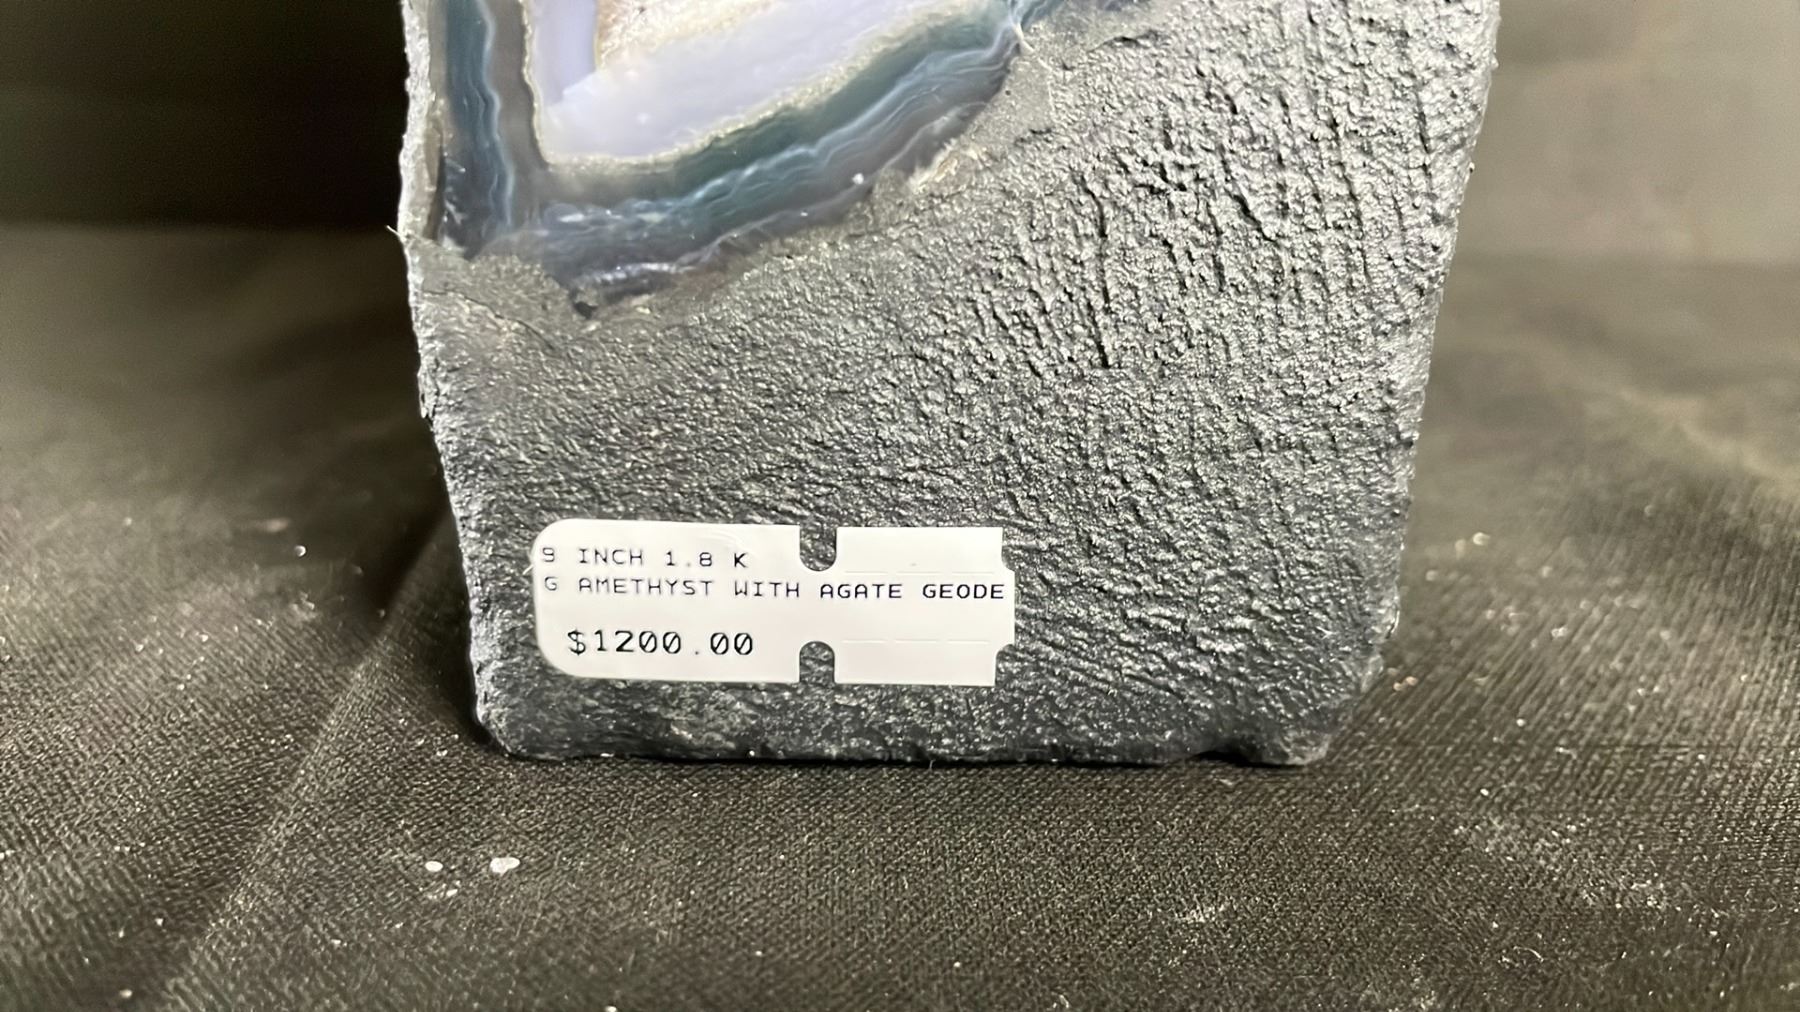 9 INCH 1.8 K
G AMETHYST WITH AGATE GEODE
$1200.00